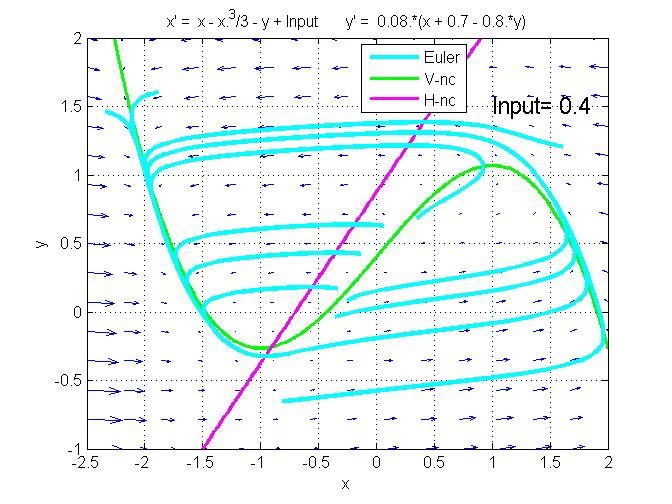 x' = x - x.^3/3 - y + Input y' = 0.08.*(x + 0.7 - 0.8.*y)
Euler
V-nc
H-nc
Input= 0.4
2
1.5
1
0.5
0
-0.5
-1
y
-2.5 -2 -1.5 -1 -0.5 0 0.5 1 1.5 2
x